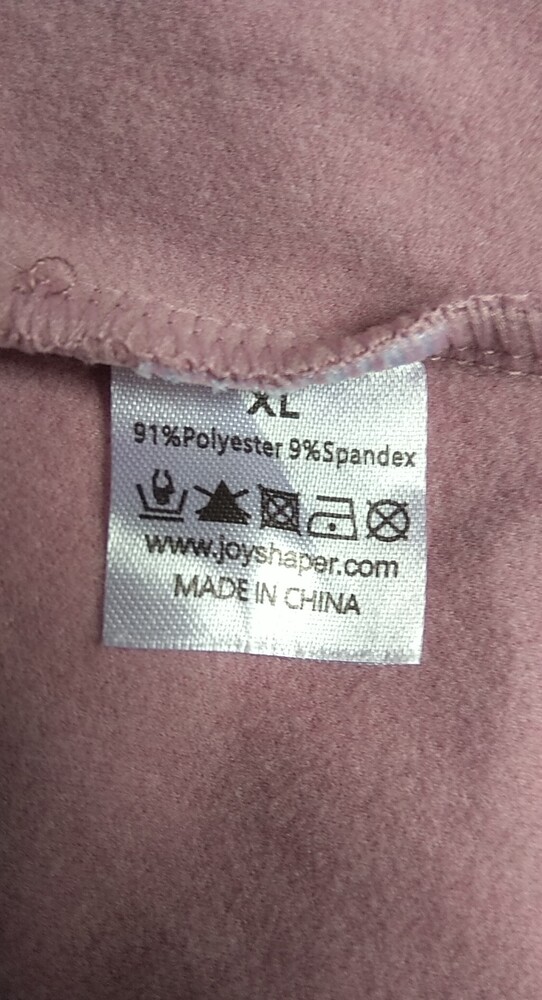 XL
91%Polyester 9%Spandex
www.joyshaper.com
MADE IN CHINA